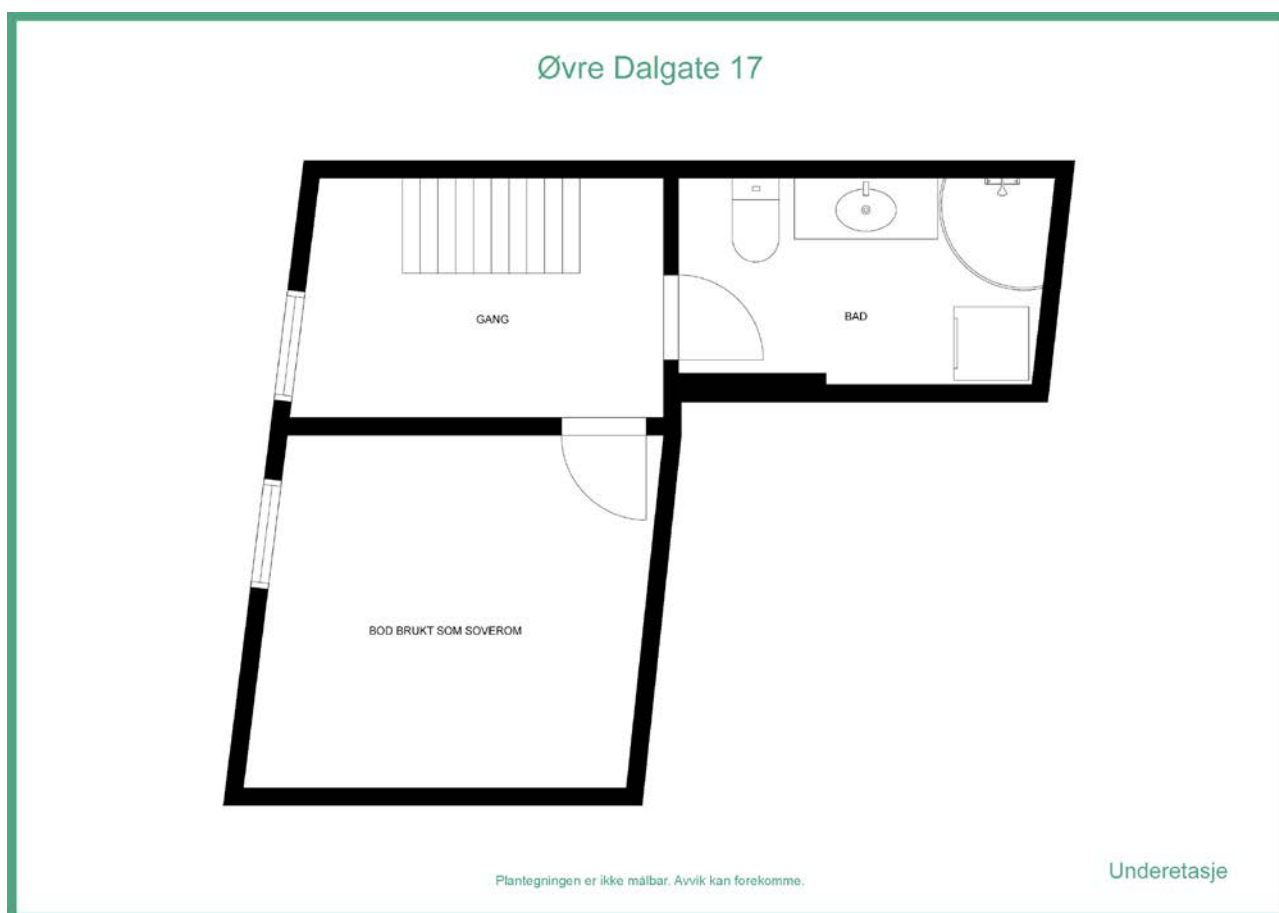 Øvre Dalgate 17
GANG
BAD
BOD BRUKT SOM SOVEROM
Plantegningen er ikke målbar. Avvik kan forekomme.
Underetasje